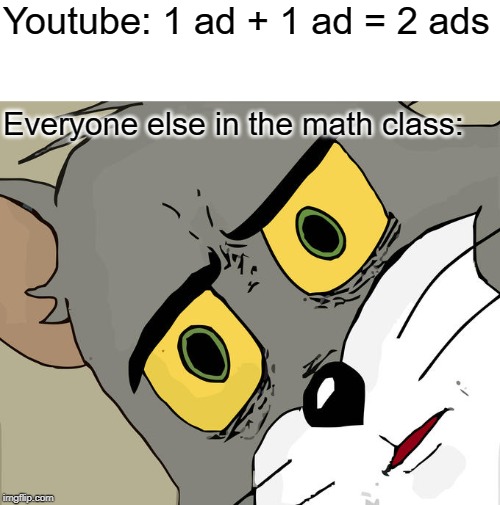 Youtube: 1 ad + 1 ad = 2 ads
Everyone else in the math class:
imgflip.com